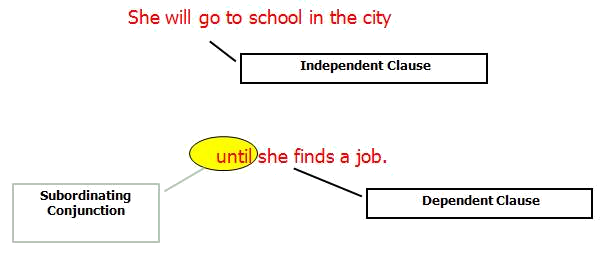 She will go to school in the city
Independent Clause
until she finds a job.
Subordinating
Conjunction
Dependent Clause